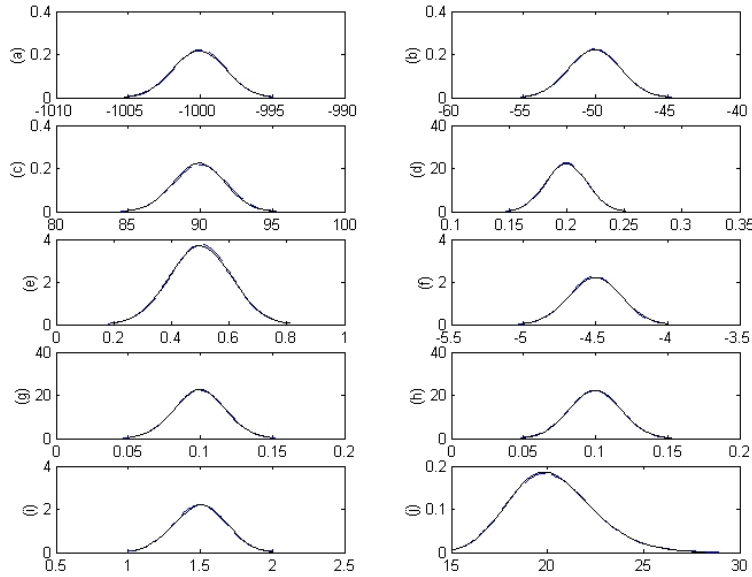 0.4
0.2
0
(a)
-1010 -1005 -1000 -995 -990
0.4
0.2
0
(b)
-60 -55 -50 -45 -40
0.4
0.2
0
(c)
80 85 90 95 100
40
20
0
(d)
0.1 0.15 0.2 0.25 0.3 0.35
4
2
0
(e)
0 0.2 0.4 0.6 0.8 1
4
2
0
(f)
-5.5 -5 -4.5 -4 -3.5
40
20
0
(g)
0 0.05 0.1 0.15 0.2
40
20
0
(h)
0 0.05 0.1 0.15 0.2
4
2
0
(i)
0.5 1 1.5 2 2.5
0.2
0.1
0
(j)
15 20 25 30